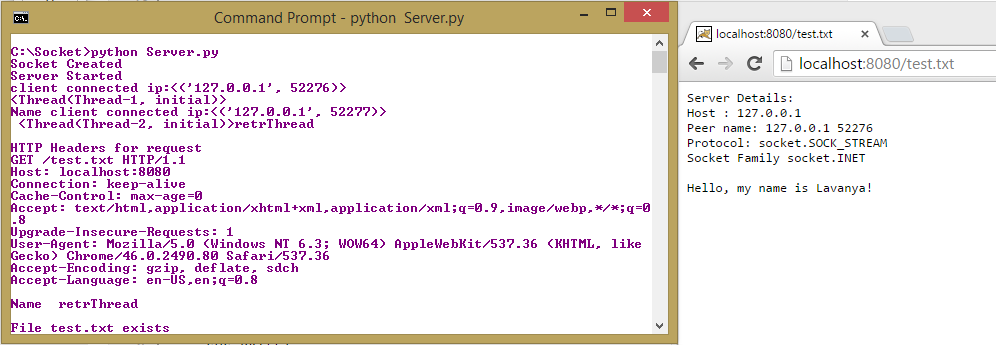 Command Prompt - python  Server.py
C:\Socket>python Server.py
Socket Created
Server Started
client connected ip:<('127.0.0.1', 52276)>
<Thread(Thread-1, initial)>
Name client connected ip:<('127.0.0.1', 52277)>
 <Thread(Thread-2, initial)>retrThread
HTTP Headers for request
GET /test.txt HTTP/1.1
Host: localhost:8080
Connection: keep-alive
Cache-Control: max-age=0
Accept: text/html,application/xhtml+xml,application/xml;q=0.9,image/webp,*/*;q=0
.8
Upgrade-Insecure-Requests: 1
User-Agent: Mozilla/5.0 (Windows NT 6.3; WOW64) AppleWebKit/537.36 (KHTML, like
Gecko) Chrome/46.0.2490.80 Safari/537.36
Accept-Encoding: gzip, deflate, sdch
Accept-Language: en-US,en;q=0.8
Name  retrThread
File test.txt exists
localhost:8080/test.txt
localhost:8080/test.txt
Server Details:
Host : 127.0.0.1
Peer name: 127.0.0.1 52276
Protocol: socket.SOCK_STREAM
Socket Family socket.INET
Hello, my name is Lavanya!